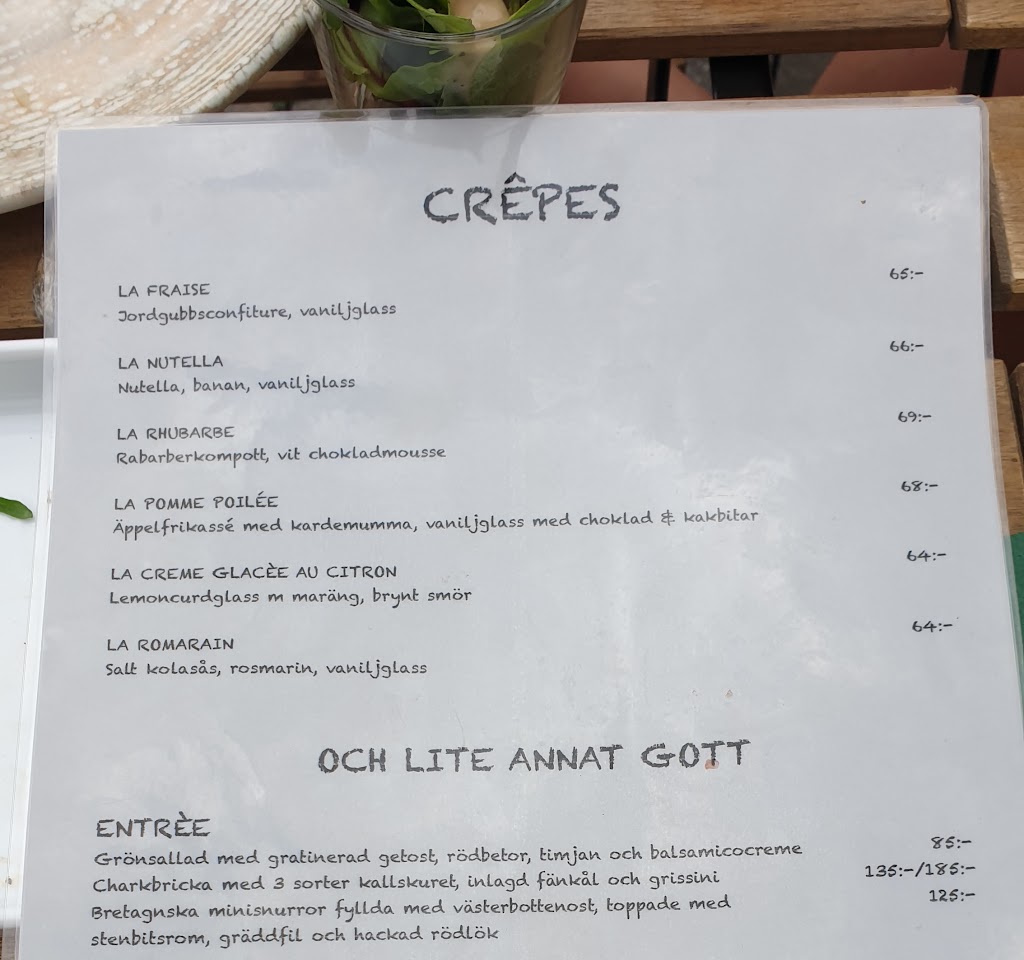 CRÊPES
LA FRAISE 65:-
Jordgubbsconfiture, vaniljglass
LA NUTELLA 66:-
Nutella, banan, vaniljglass
LA RHUBARBE 69:-
Rabarberkompott, vit chokladmousse
LA POMME POILÉE 68:-
Äppelfrikassé med kardemumma, vaniljglass med choklad & kakbitar
LA CREME GLACÈE AU CITRON 64:-
Lemoncurdglass m maräng, brynt smör
LA ROMARAIN 64:-
Salt kolasås, rosmarin, vaniljglass
OCH LITE ANNAT GOTT
ENTRÈE
Grönsallad med gratinerad getost, rödbetor, timjan och balsamicocreme 85:-
Charkbricka med 3 sorter kallskuret, inlagd fänkål och grissini 135:-/185:-
Bretagnska minisnurror fyllda med västerbottenost, toppade med 125:-
stenbitsrom, gräddfil och hackad rödlök